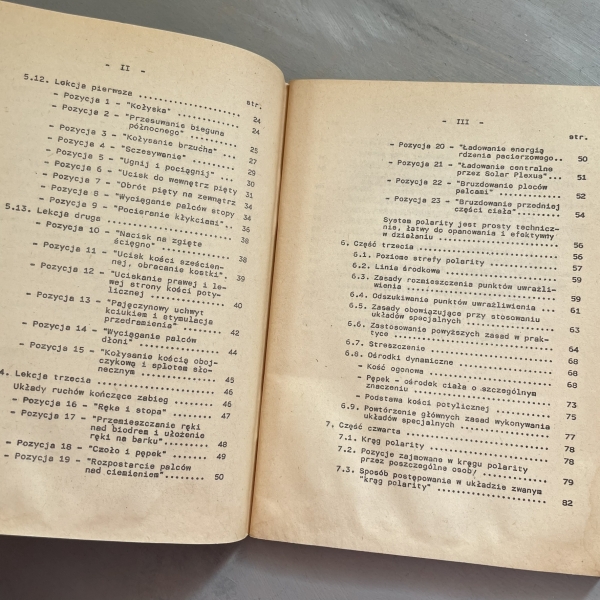 - II -
str.
5.12. Lekcja pierwsza
- Pozycja 1 - "Kołyska" 24
- Pozycja 2 - "Przesuwanie bieguna
północnego" 24
- Pozycja 3 - "Kołysanie brzucha" 25
- Pozycja 4 - "Sczesywanie" 27
- Pozycja 5 - "Ugnij i pociągnij" 29
- Pozycja 6 - "Ucisk do wewnątrz pięty 30
- Pozycja 7 - "Obrót pięty na zewnątrz 31
- Pozycja 8 - "Wyciąganie palców stopy 34
- Pozycja 9 - "Pocieranie kłykciami" 36
5.13. Lekcja druga 38
- Pozycja 10 - "Nacisk na zgięte
ścięgno" 38
- Pozycja 11 - "Ucisk kości sześcien-
nej, obracanie kostki" 39
- Pozycja 12 - "Uciskanie prawej i le-
wej strony kości poty-
licznej 40
- Pozycja 13 - "Pajęczynowy uchwyt
kciukiem i stymulacja
przedramienia" 42
- Pozycja 14 - "Wyciąganie palców
dłoni" 44
- Pozycja 15 - "Kołysanie kością oboj-
czykową i splotem sło-
necznym 45
4. Lekcja trzecia 46
Układy ruchów kończące zabieg 46
- Pozycja 16 - "Ręka i stopa" 47
- Pozycja 17 - "Przemieszczanie ręki
nad biodrem i ułożenie
ręki na barku" 48
- Pozycja 18 - "Czoło i pępek" 49
- Pozycja 19 - "Rozpostarcie palców
nad ciemieniem" 50
- III -
str.
- Pozycja 20 - "Ładowanie energią
rdzenia pacierzowego 50
- Pozycja 21 - "Ładowanie centralne
przez Solar Plexus" 51
- Pozycja 22 - "Bruzdowanie pleców
palcami" 52
- Pozycja 23 - "Bruzdowanie przedniej
części ciała" 54
System polarity jest prosty technicz-
nie, łatwy do opanowania i efektywny
w działaniu 56
6. Część trzecia 56
6.1. Poziome strefy polarity 57
6.2. Linia środkowa 59
6.3. Zasady rozmieszczenia punktów uwrażli-
wienia 59
6.4. Odszukiwanie punktów uwrażliwienia 61
6.5. Zasady obowiązujące przy stosowaniu
układów specjalnych 63
6.6. Zastosowanie powyższych zasad w prak-
tyce 64
6.7. Streszczenie 68
6.8. Ośrodki dynamiczne 68
- Kość ogonowa 68
- Pępek - ośrodek ciała o szczególnym
znaczeniu 73
- Podstawa kości potylicznej 75
6.9. Powtórzenie głównych zasad wykonywania
układów specjalnych 77
7. Część czwarta 78
7.1. Krąg polarity 78
7.2. Pozycje zajmowane w kręgu polarity
przez poszczególne osoby 79
7.3. Sposób postępowania w układzie zwanym
"krąg polarity" 82